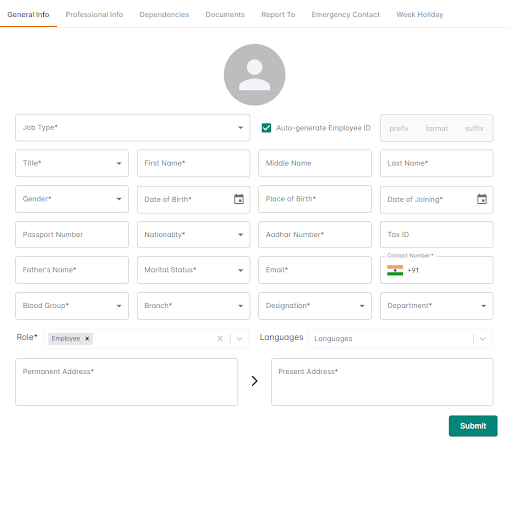 General Info Professional Info Dependencies Documents Report To Emergency Contact Week Holiday
Job Type* Auto-generate Employee ID prefix format suffix
Title* First Name* Middle Name Last Name*
Gender* Date of Birth* Place of Birth* Date of Joining*
Passport Number Nationality* Aadhar Number* Tax ID
Contact Number *
Father's Name* Marital Status* Email* +91
Blood Group* Branch* Designation* Department*
Role* Employee Languages Languages
Permanent Address* Present Address*
Submit